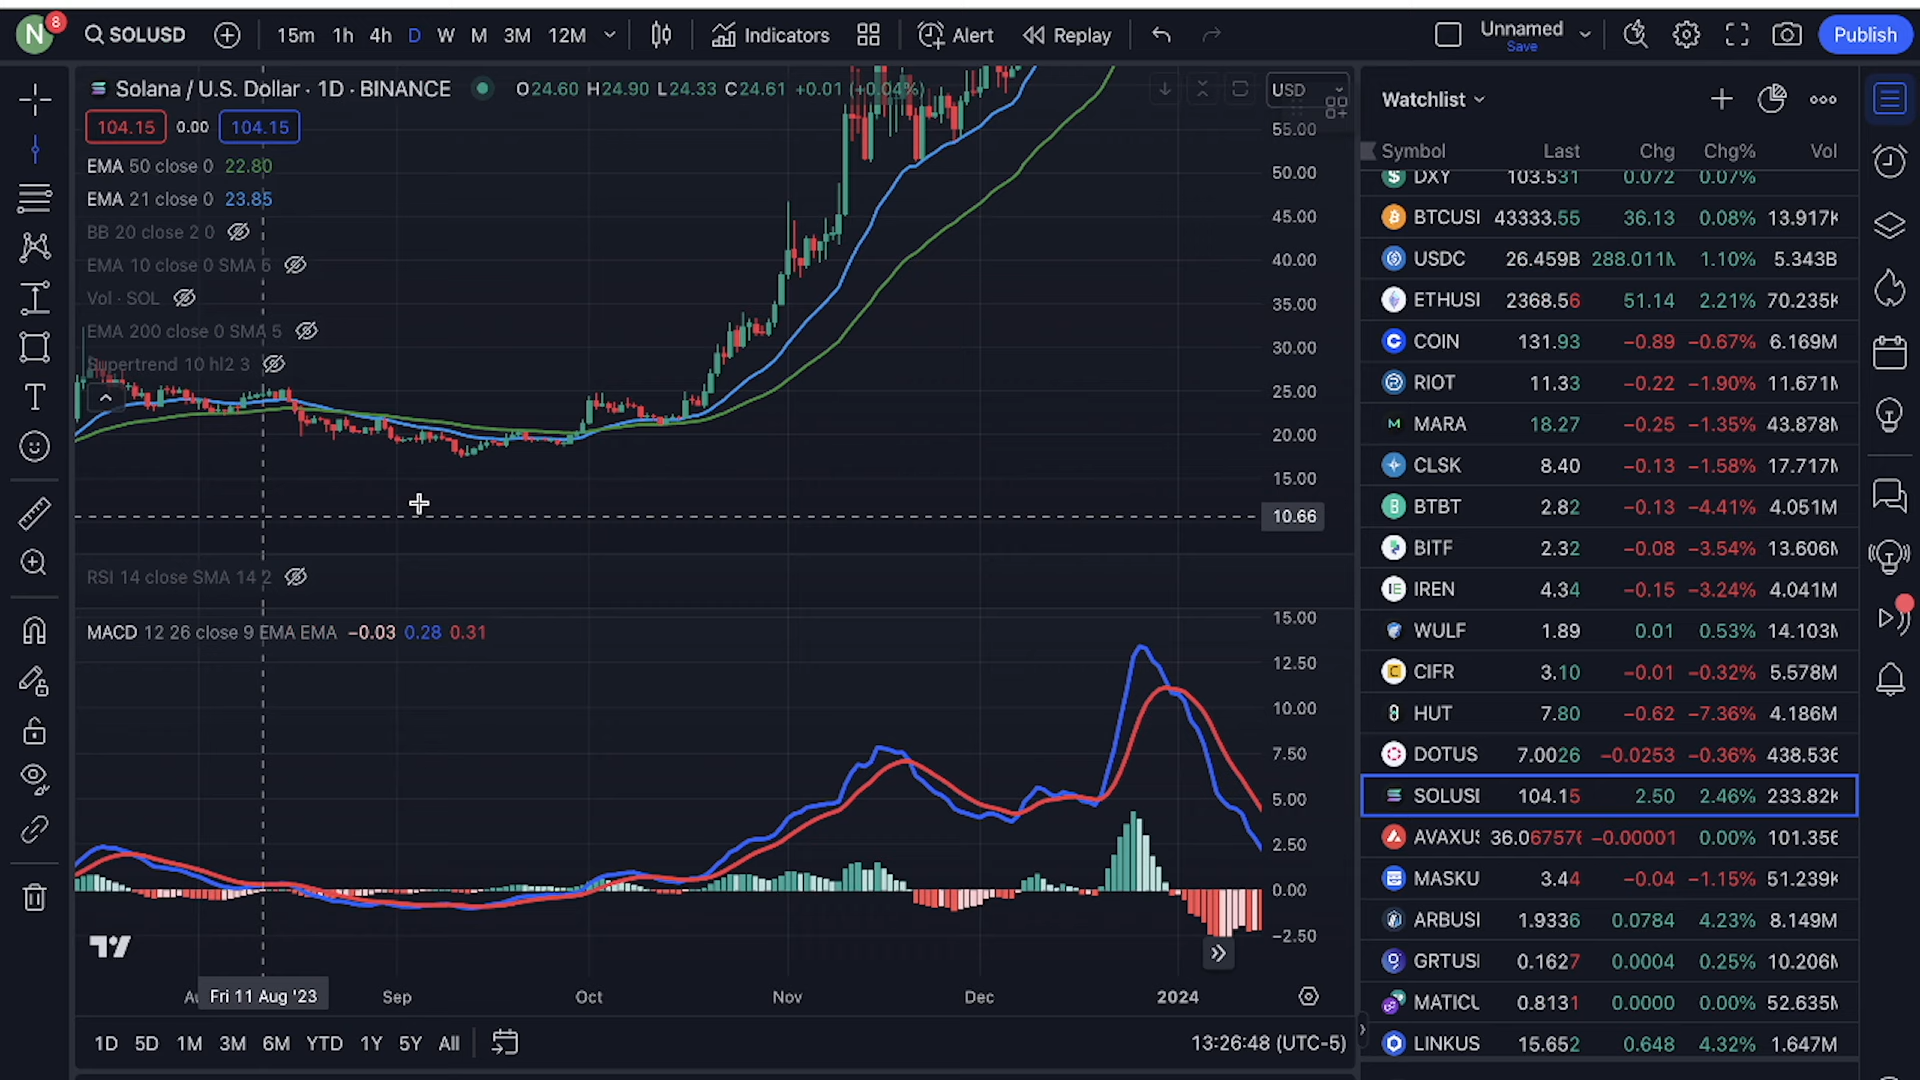 N 8 SOLUSD 15m 1h 4h D W M 3M 12M Indicators Alert Replay Unnamed Save Publish
Solana / U.S. Dollar · 1D · BINANCE O24.60 H24.90 L24.33 C24.61 +0.01 (+0.04%) USD
104.15 0.00 104.15
EMA 50 close 0 22.80
EMA 21 close 0 23.85
BB 20 close 2 0
EMA 10 close 0 SMA 5
Vol · SOL
EMA 200 close 0 SMA 5
Supertrend 10 hl2 3
55.00
50.00
45.00
40.00
35.00
30.00
25.00
20.00
15.00
10.66
RSI 14 close SMA 14 2
MACD 12 26 close 9 EMA EMA −0.03 0.28 0.31
15.00
12.50
10.00
7.50
5.00
2.50
0.00
−2.50
Fri 11 Aug '23 Sep Oct Nov Dec 2024
1D 5D 1M 3M 6M YTD 1Y 5Y All 13:26:48 (UTC-5)
Watchlist
Symbol Last Chg Chg% Vol
DXY 103.531 0.072 0.07%
BTCUSI 43333.55 36.13 0.08% 13.917K
USDC 26.459B 288.011M 1.10% 5.343B
ETHUSI 2368.56 51.14 2.21% 70.235K
COIN 131.93 −0.89 −0.67% 6.169M
RIOT 11.33 −0.22 −1.90% 11.671M
MARA 18.27 −0.25 −1.35% 43.878M
CLSK 8.40 −0.13 −1.58% 17.717M
BTBT 2.82 −0.13 −4.41% 4.051M
BITF 2.32 −0.08 −3.54% 13.606M
IREN 4.34 −0.15 −3.24% 4.041M
WULF 1.89 0.01 0.53% 14.103M
CIFR 3.10 −0.01 −0.32% 5.578M
HUT 7.80 −0.62 −7.36% 4.186M
DOTUS 7.0026 −0.0253 −0.36% 438.536
SOLUSI 104.15 2.50 2.46% 233.82K
AVAXUS 36.067576 −0.00001 0.00% 101.356
MASKU 3.44 −0.04 −1.15% 51.239K
ARBUSI 1.9336 0.0784 4.23% 8.149M
GRTUSI 0.1627 0.0004 0.25% 10.206M
MATICU 0.8131 0.0000 0.00% 52.635M
LINKUS 15.652 0.648 4.32% 1.647M